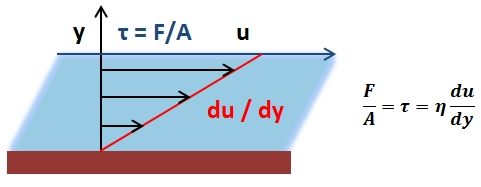 y τ = F/A u
du / dy
F/A = τ = η du/dy